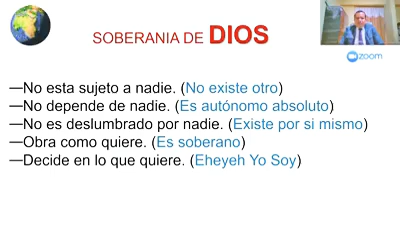 SOBERANIA DE DIOS
zoom
—No esta sujeto a nadie. (No existe otro)
—No depende de nadie. (Es autónomo absoluto)
—No es deslumbrado por nadie. (Existe por si mismo)
—Obra como quiere. (Es soberano)
—Decide en lo que quiere. (Eheyeh Yo Soy)